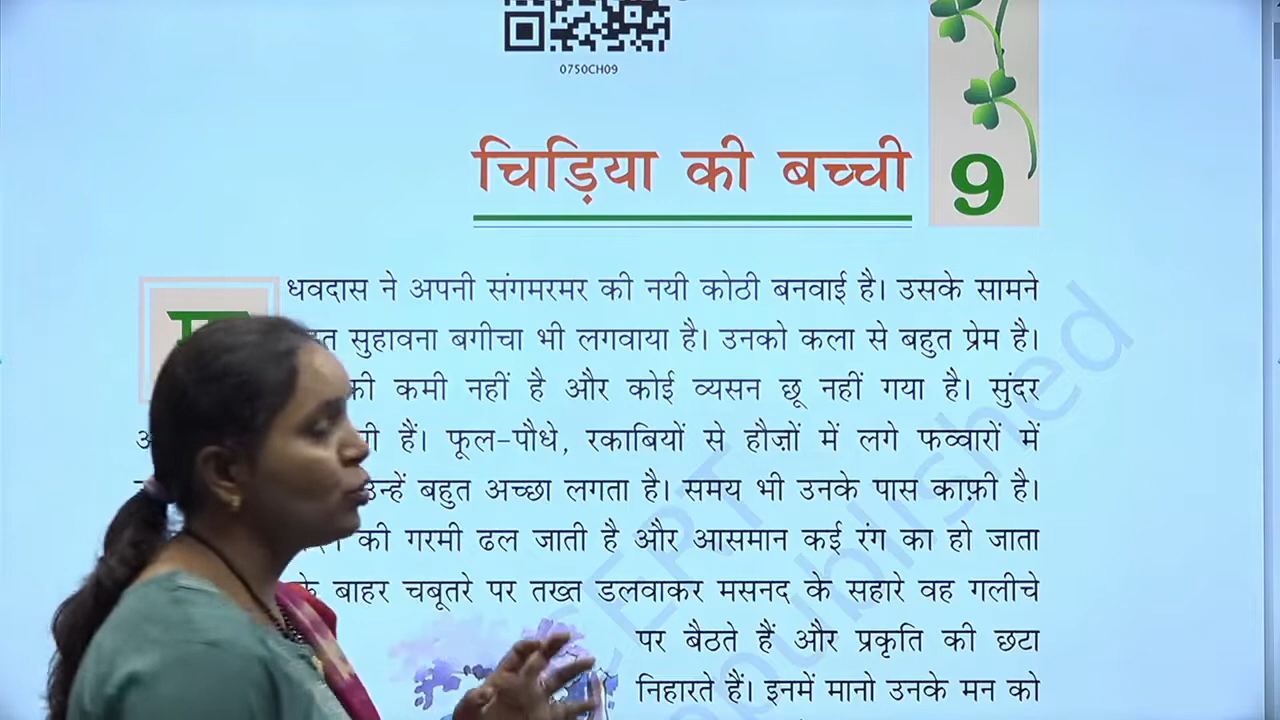 0750CH09
चिड़िया की बच्ची
9
धवदास ने अपनी संगमरमर की नयी कोठी बनवाई है। उसके सामने
सुहावना बगीचा भी लगवाया है। उनको कला से बहुत प्रेम है।
की कमी नहीं है और कोई व्यसन छू नहीं गया है। सुंदर
हैं। फूल-पौधे, रकाबियों से हौज़ों में लगे फव्वारों में
उन्हें बहुत अच्छा लगता है। समय भी उनके पास काफ़ी है।
की गरमी ढल जाती है और आसमान कई रंग का हो जाता
के बाहर चबूतरे पर तख्त डलवाकर मसनद के सहारे वह गलीचे
पर बैठते हैं और प्रकृति की छटा
निहारते हैं। इनमें मानो उनके मन को